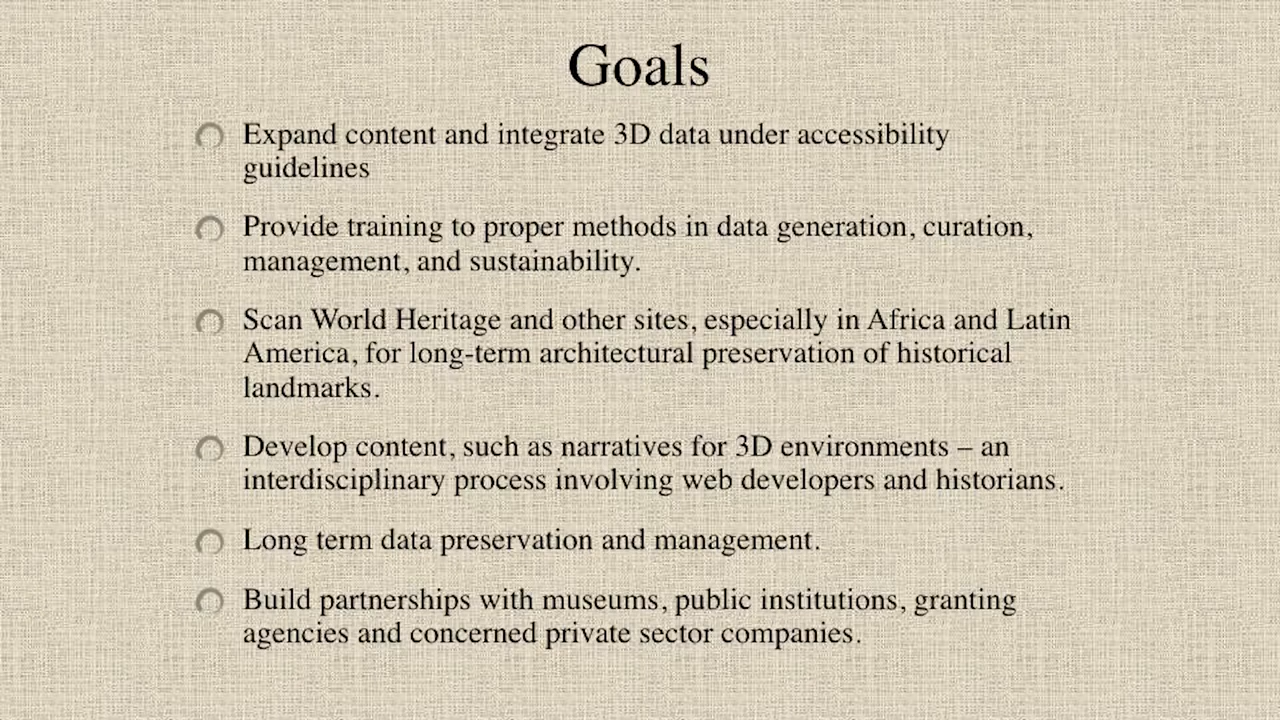 Goals
Expand content and integrate 3D data under accessibility
guidelines
Provide training to proper methods in data generation, curation,
management, and sustainability.
Scan World Heritage and other sites, especially in Africa and Latin
America, for long-term architectural preservation of historical
landmarks.
Develop content, such as narratives for 3D environments – an
interdisciplinary process involving web developers and historians.
Long term data preservation and management.
Build partnerships with museums, public institutions, granting
agencies and concerned private sector companies.